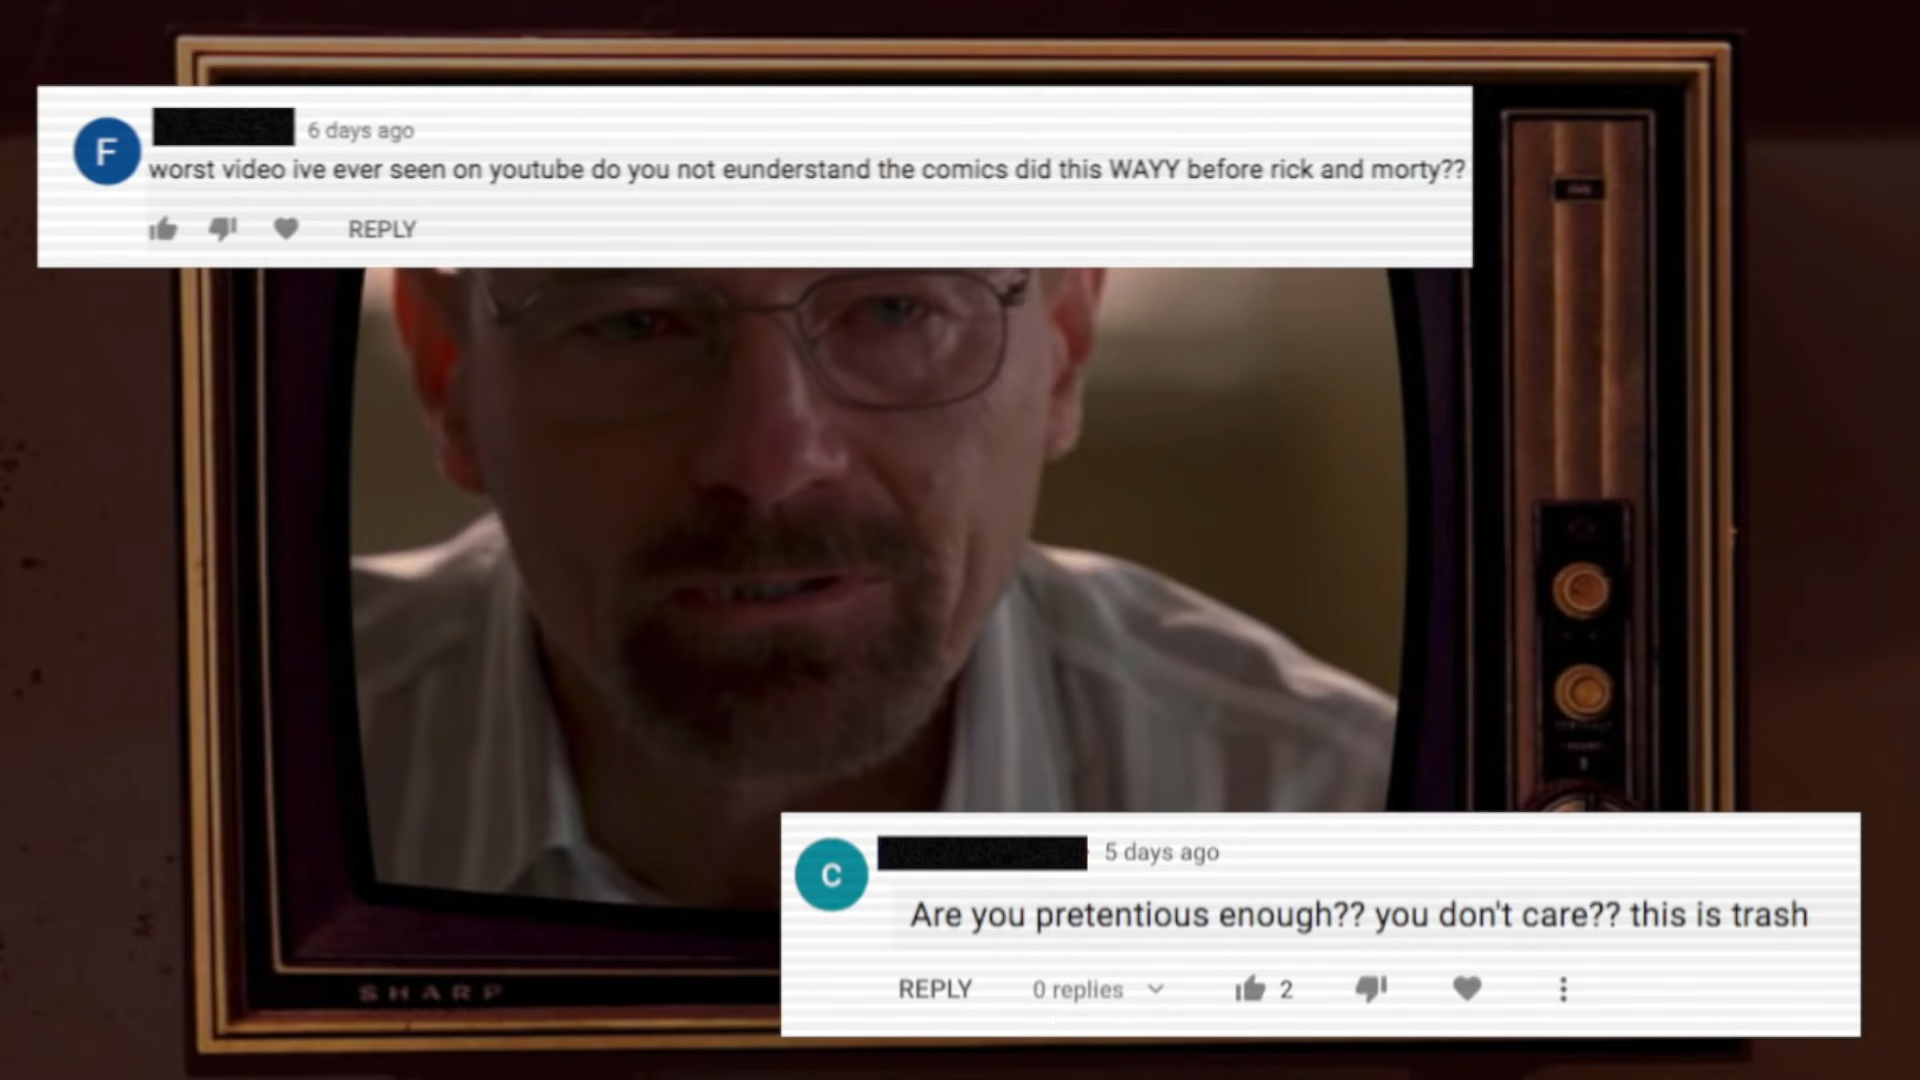 F
6 days ago
worst video ive ever seen on youtube do you not eunderstand the comics did this WAYY before rick and morty??
REPLY
C
5 days ago
Are you pretentious enough?? you don't care?? this is trash
REPLY 0 replies 2
SHARP